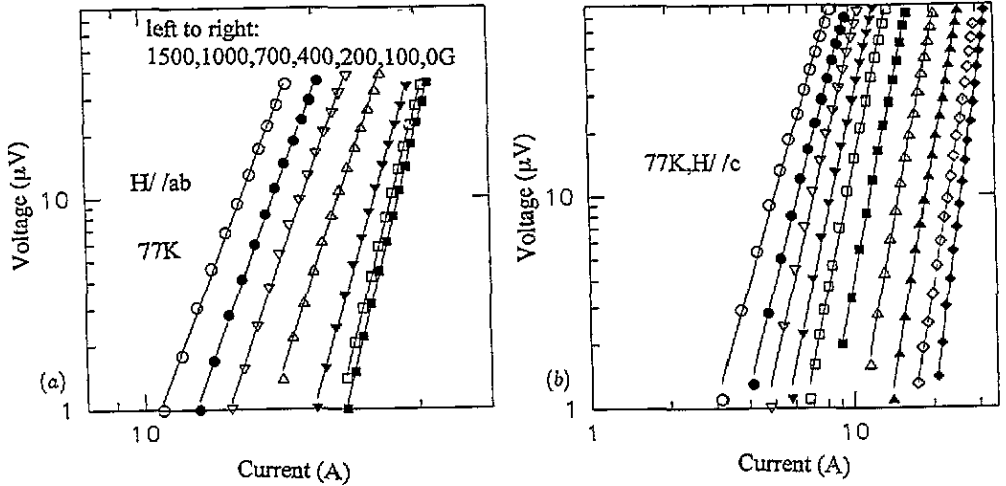 left to right:
1500,1000,700,400,200,100,0G
H//ab
77K
Voltage (μV)
10
1
(a)
10
Current (A)
77K,H//c
Voltage (μV)
10
1
(b)
1
10
Current (A)